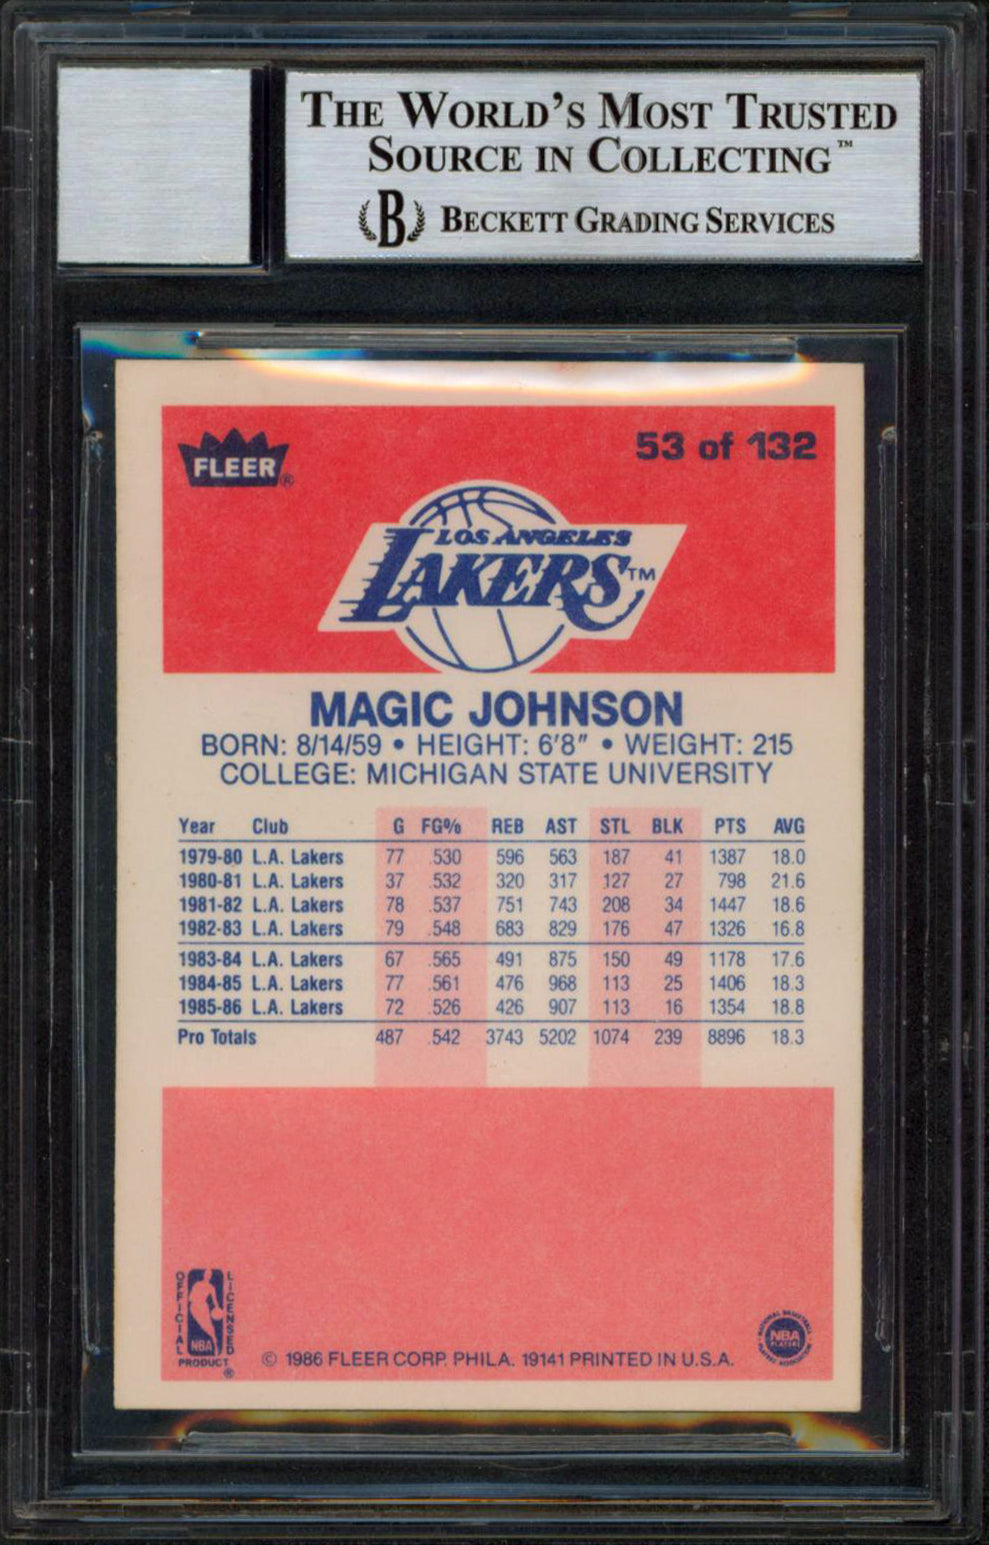 THE WORLD'S MOST TRUSTED
SOURCE IN COLLECTING™
B BECKETT GRADING SERVICES
FLEER®
53 of 132
LOS ANGELES
LAKERS™
MAGIC JOHNSON
BORN: 8/14/59 • HEIGHT: 6'8" • WEIGHT: 215
COLLEGE: MICHIGAN STATE UNIVERSITY
Year Club G FG% REB AST STL BLK PTS AVG
1979-80 L.A. Lakers 77 .530 596 563 187 41 1387 18.0
1980-81 L.A. Lakers 37 .532 320 317 127 27 798 21.6
1981-82 L.A. Lakers 78 .537 751 743 208 34 1447 18.6
1982-83 L.A. Lakers 79 .548 683 829 176 47 1326 16.8
1983-84 L.A. Lakers 67 .565 491 875 150 49 1178 17.6
1984-85 L.A. Lakers 77 .561 476 968 113 25 1406 18.3
1985-86 L.A. Lakers 72 .526 426 907 113 16 1354 18.8
Pro Totals 487 .542 3743 5202 1074 239 8896 18.3
OFFICIAL LICENSED
NBA
PRODUCT ®
© 1986 FLEER CORP. PHILA. 19141 PRINTED IN U.S.A.
NATIONAL BASKETBALL
NBA
PLAYERS
PLAYERS ASSOCIATION